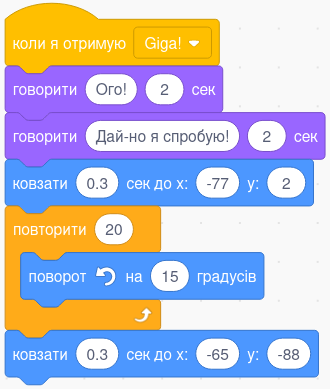 коли я отримую Giga!
говорити Ого! 2 сек
говорити Дай-но я спробую! 2 сек
ковзати 0.3 сек до x: -77 y: 2
повторити 20
поворот на 15 градусів
ковзати 0.3 сек до x: -65 y: -88